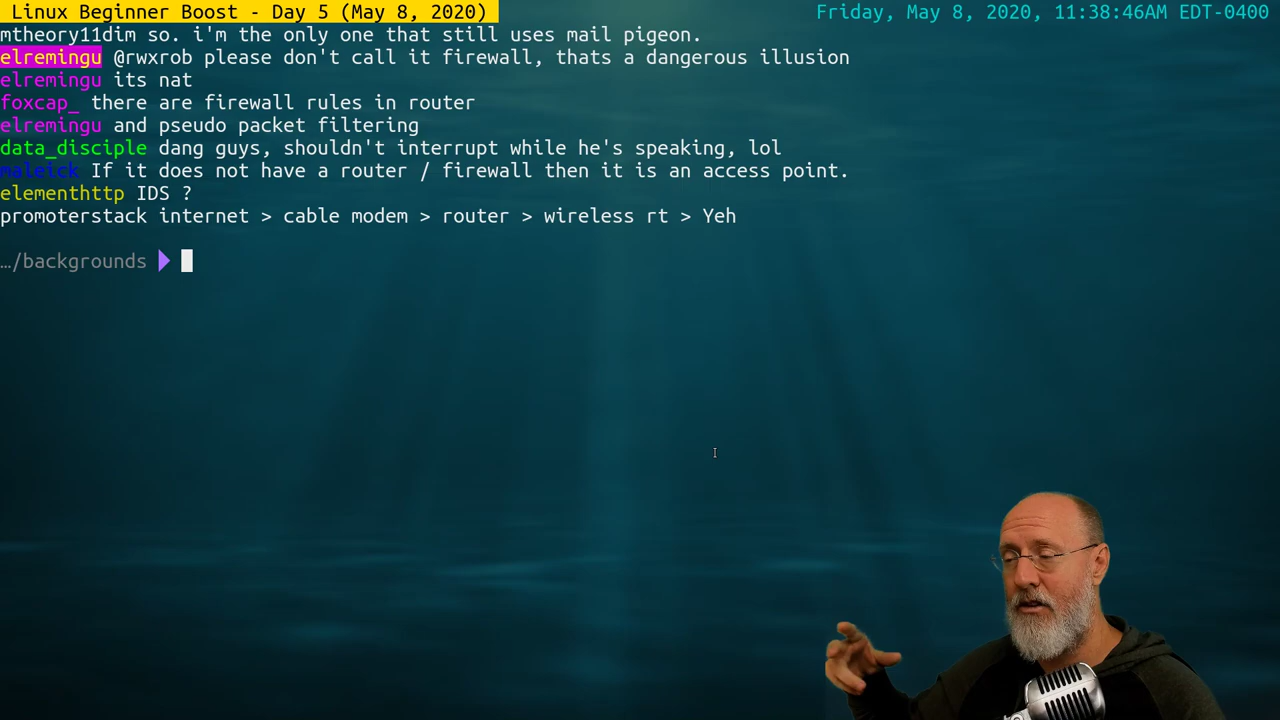 Linux Beginner Boost - Day 5 (May 8, 2020)
Friday, May 8, 2020, 11:38:46AM EDT-0400
mtheory11dim so. i'm the only one that still uses mail pigeon.
elremingu @rwxrob please don't call it firewall, thats a dangerous illusion
elremingu its nat
foxcap_ there are firewall rules in router
elremingu and pseudo packet filtering
data_disciple dang guys, shouldn't interrupt while he's speaking, lol
maleick If it does not have a router / firewall then it is an access point.
elementhttp IDS ?
promoterstack internet > cable modem > router > wireless rt > Yeh
…/backgrounds